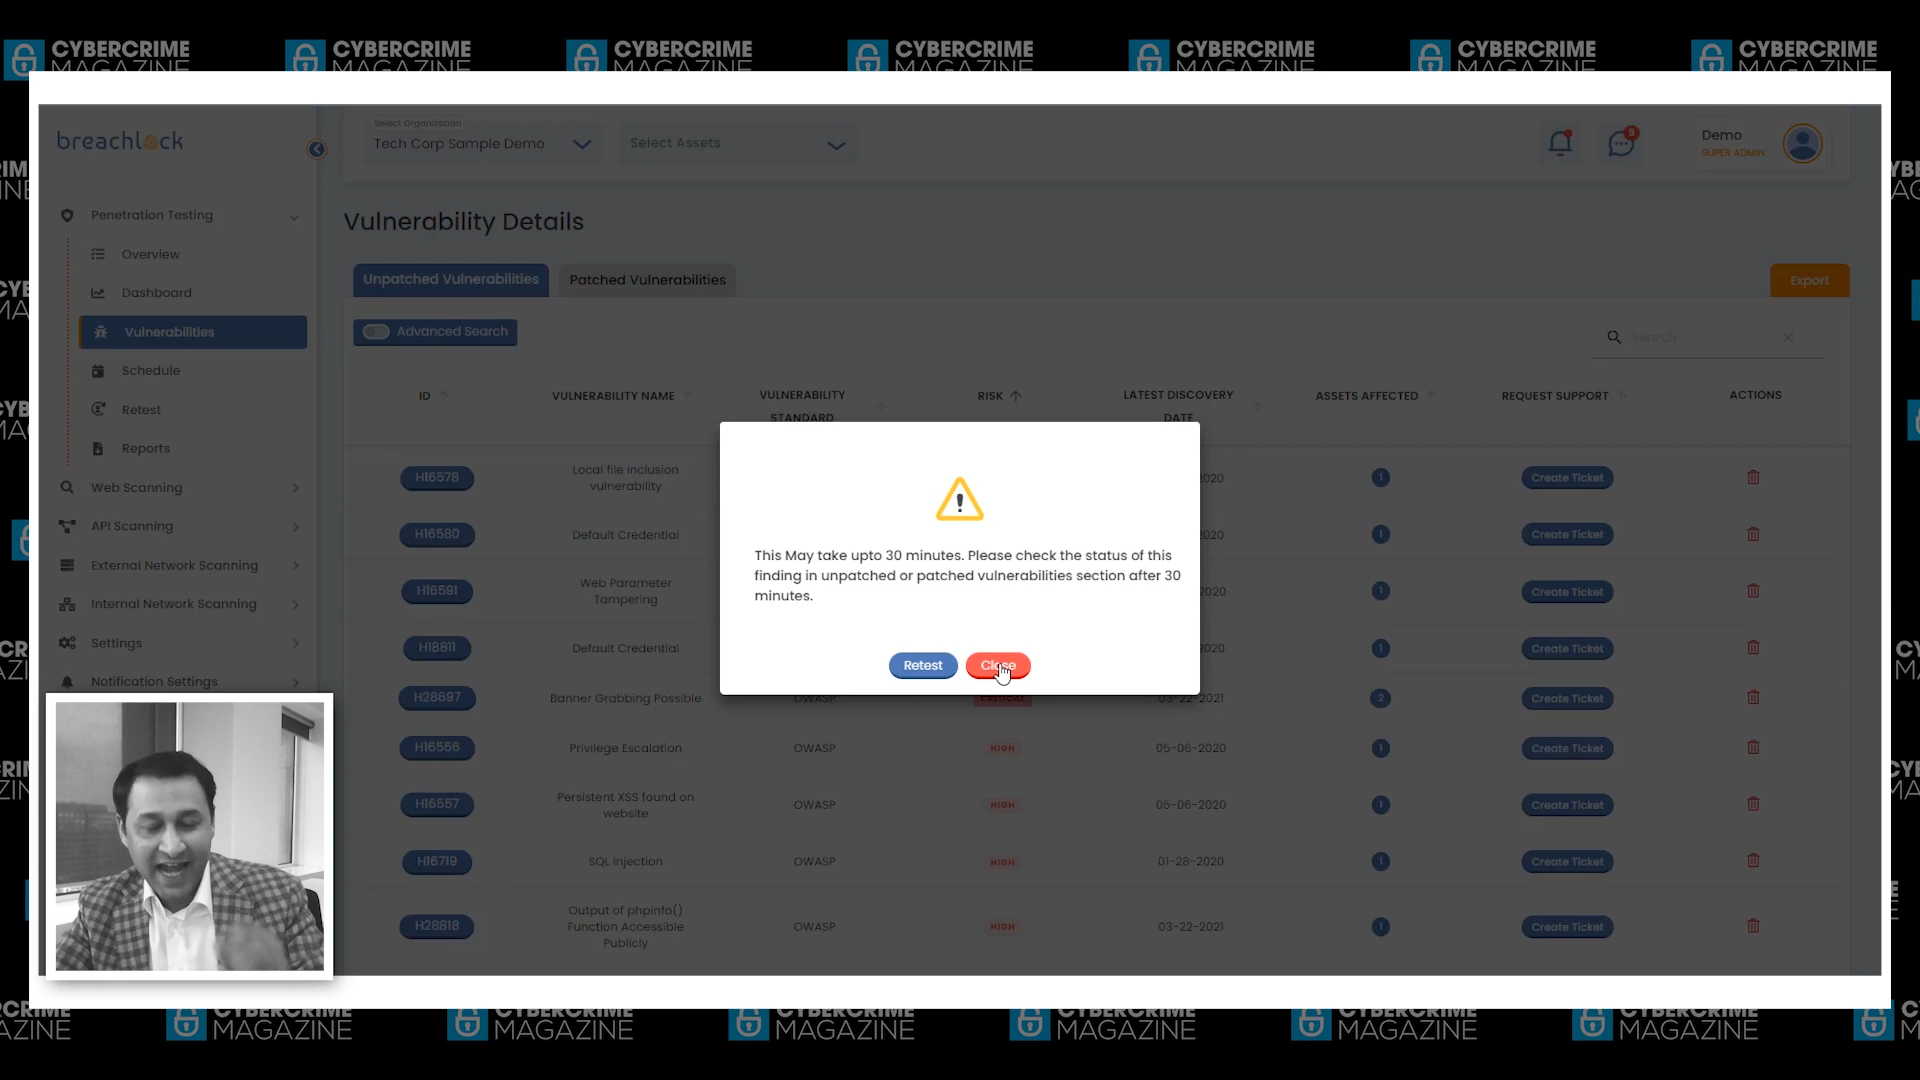 CYBERCRIME MAGAZINE
CYBERCRIME MAGAZINE
CYBERCRIME MAGAZINE
CYBERCRIME MAGAZINE
CYBERCRIME MAGAZINE
CYBERCRIME MAGAZINE
CYBERCRIME MAGAZINE
breachlock
Select Organization
Tech Corp Sample Demo
Select Assets
9
Demo
SUPER ADMIN
Penetration Testing
Overview
Dashboard
Vulnerabilities
Schedule
Retest
Reports
Web Scanning
API Scanning
External Network Scanning
Internal Network Scanning
Settings
Notification Settings
Vulnerability Details
Unpatched Vulnerabilities
Patched Vulnerabilities
Export
Advanced Search
Search
ID
VULNERABILITY NAME
VULNERABILITY
STANDARD
RISK
LATEST DISCOVERY
DATE
ASSETS AFFECTED
REQUEST SUPPORT
ACTIONS
H16578
Local file inclusion
vulnerability
2020
1
Create Ticket
H16580
Default Credential
2020
1
Create Ticket
H16591
Web Parameter
Tampering
2020
1
Create Ticket
H18811
Default Credential
2020
1
Create Ticket
H28697
Banner Grabbing Possible
OWASP
CRITICAL
03-22-2021
2
Create Ticket
H16556
Privilege Escalation
OWASP
HIGH
05-06-2020
1
Create Ticket
H16557
Persistent XSS found on
website
OWASP
HIGH
05-06-2020
1
Create Ticket
H16719
SQL Injection
OWASP
HIGH
01-28-2020
1
Create Ticket
H28818
Output of phpinfo()
Function Accessible
Publicly
OWASP
HIGH
03-22-2021
1
Create Ticket
This May take upto 30 minutes. Please check the status of this
finding in unpatched or patched vulnerabilities section after 30
minutes.
Retest
Close
CYBERCRIME MAGAZINE
CYBERCRIME MAGAZINE
CYBERCRIME MAGAZINE
CYBERCRIME MAGAZINE
CYBERCRIME MAGAZINE
CYBERCRIME MAGAZINE